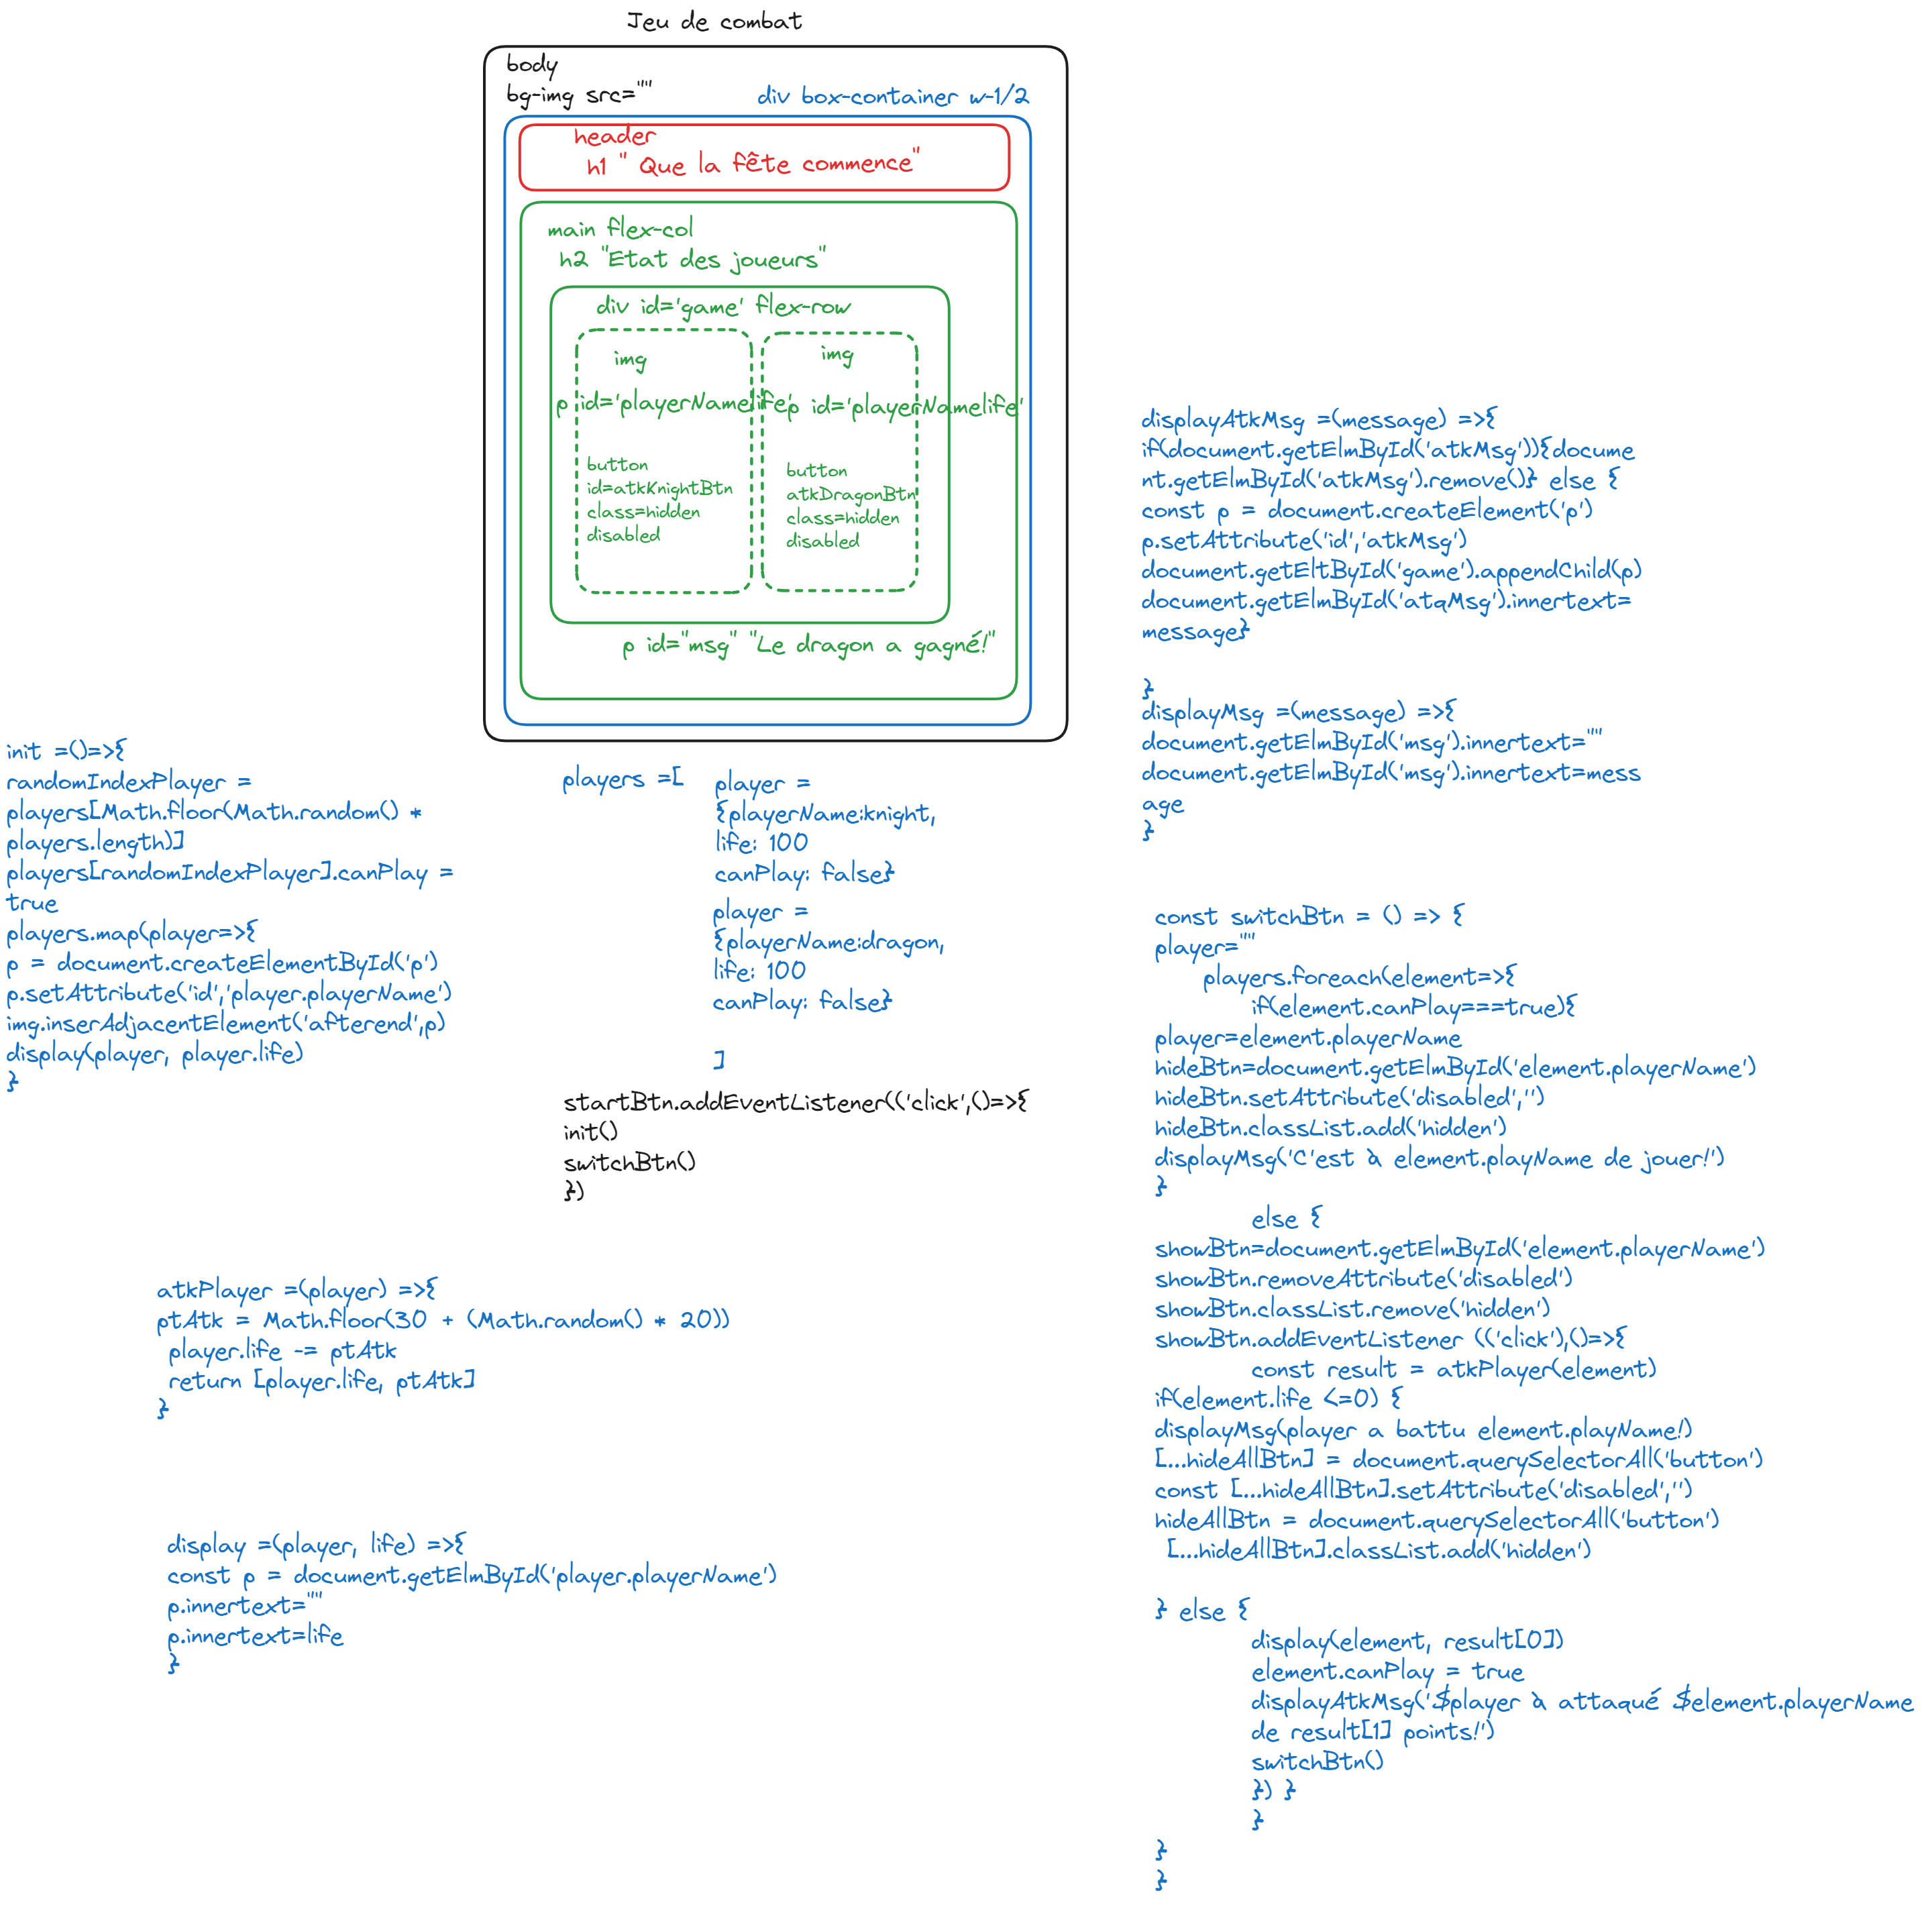 Jeu de combat
body
bg-img src=""
div box-container w-1/2
header
h1 " Que la fête commence"
main flex-col
h2 "Etat des joueurs"
div id='game' flex-row
img
p id='playerNamelife'
button
id=atkKnightBtn
class=hidden
disabled
img
p id='playerNamelife'
button
atkDragonBtn
class=hidden
disabled
p id="msg" "Le dragon a gagné!"
init =()=>{
randomIndexPlayer =
players[Math.floor(Math.random() *
players.length)]
players[randomIndexPlayer].canPlay =
true
players.map(player=>{
p = document.createElementById('p')
p.setAttribute('id','player.playerName')
img.inserAdjacentElement('afterend',p)
display(player, player.life)
}
players =[
player =
{playerName:knight,
life: 100
canPlay: false}
player =
{playerName:dragon,
life: 100
canPlay: false}
]
startBtn.addEventListener(('click',()=>{
init()
switchBtn()
})
atkPlayer =(player) =>{
ptAtk = Math.floor(30 + (Math.random() * 20))
player.life -= ptAtk
return [player.life, ptAtk]
}
display =(player, life) =>{
const p = document.getElmById('player.playerName')
p.innertext=""
p.innertext=life
}
displayAtkMsg =(message) =>{
if(document.getElmById('atkMsg')){docume
nt.getElmById('atkMsg').remove()} else {
const p = document.createElement('p')
p.setAttribute('id','atkMsg')
document.getEltById('game').appendChild(p)
document.getElmById('atqMsg').innertext=
message}
}
displayMsg =(message) =>{
document.getElmById('msg').innertext=""
document.getElmById('msg').innertext=mess
age
}
const switchBtn = () => {
player=""
players.foreach(element=>{
if(element.canPlay===true){
player=element.playerName
hideBtn=document.getElmById('element.playerName')
hideBtn.setAttribute('disabled','')
hideBtn.classList.add('hidden')
displayMsg('C'est à element.playName de jouer!')
}
else {
showBtn=document.getElmById('element.playerName')
showBtn.removeAttribute('disabled')
showBtn.classList.remove('hidden')
showBtn.addEventListener (('click'),()=>{
const result = atkPlayer(element)
if(element.life <=0) {
displayMsg(player a battu element.playName!)
[...hideAllBtn] = document.querySelectorAll('button')
const [...hideAllBtn].setAttribute('disabled','')
hideAllBtn = document.querySelectorAll('button')
[...hideAllBtn].classList.add('hidden')
} else {
display(element, result[0])
element.canPlay = true
displayAtkMsg('$player à attaqué $element.playerName
de result[1] points!')
switchBtn()
}) }
}
}
}